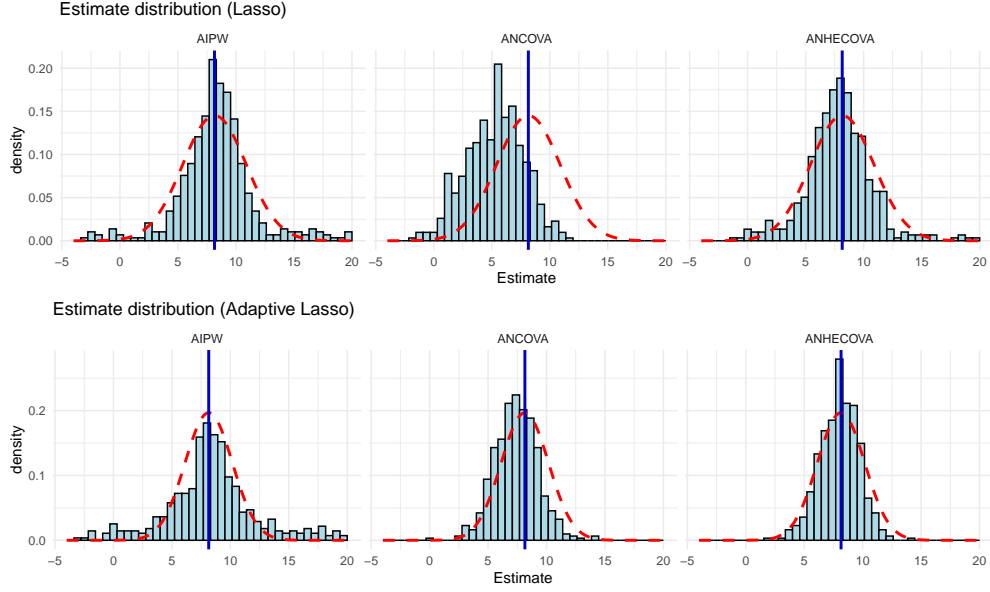 Estimate distribution (Lasso)
AIPW ANCOVA ANHECOVA
0.20
0.15
0.10
0.05
0.00
density
−5 0 5 10 15 20 −5 0 5 10 15 20 −5 0 5 10 15 20
Estimate
Estimate distribution (Adaptive Lasso)
AIPW ANCOVA ANHECOVA
0.2
0.1
0.0
density
−5 0 5 10 15 20 −5 0 5 10 15 20 −5 0 5 10 15 20
Estimate